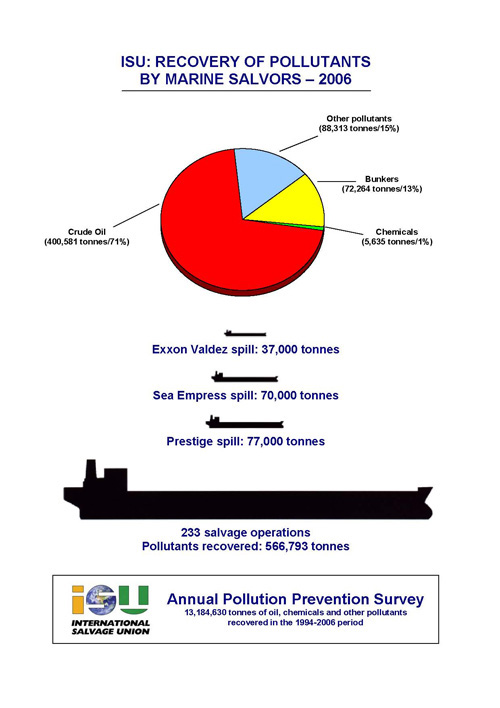 ISU: RECOVERY OF POLLUTANTS
BY MARINE SALVORS – 2006
Other pollutants
(88,313 tonnes/15%)
Bunkers
(72,264 tonnes/13%)
Crude Oil
(400,581 tonnes/71%)
Chemicals
(5,635 tonnes/1%)
Exxon Valdez spill: 37,000 tonnes
Sea Empress spill: 70,000 tonnes
Prestige spill: 77,000 tonnes
233 salvage operations
Pollutants recovered: 566,793 tonnes
isu
INTERNATIONAL
SALVAGE UNION
Annual Pollution Prevention Survey
13,184,630 tonnes of oil, chemicals and other pollutants
recovered in the 1994-2006 period